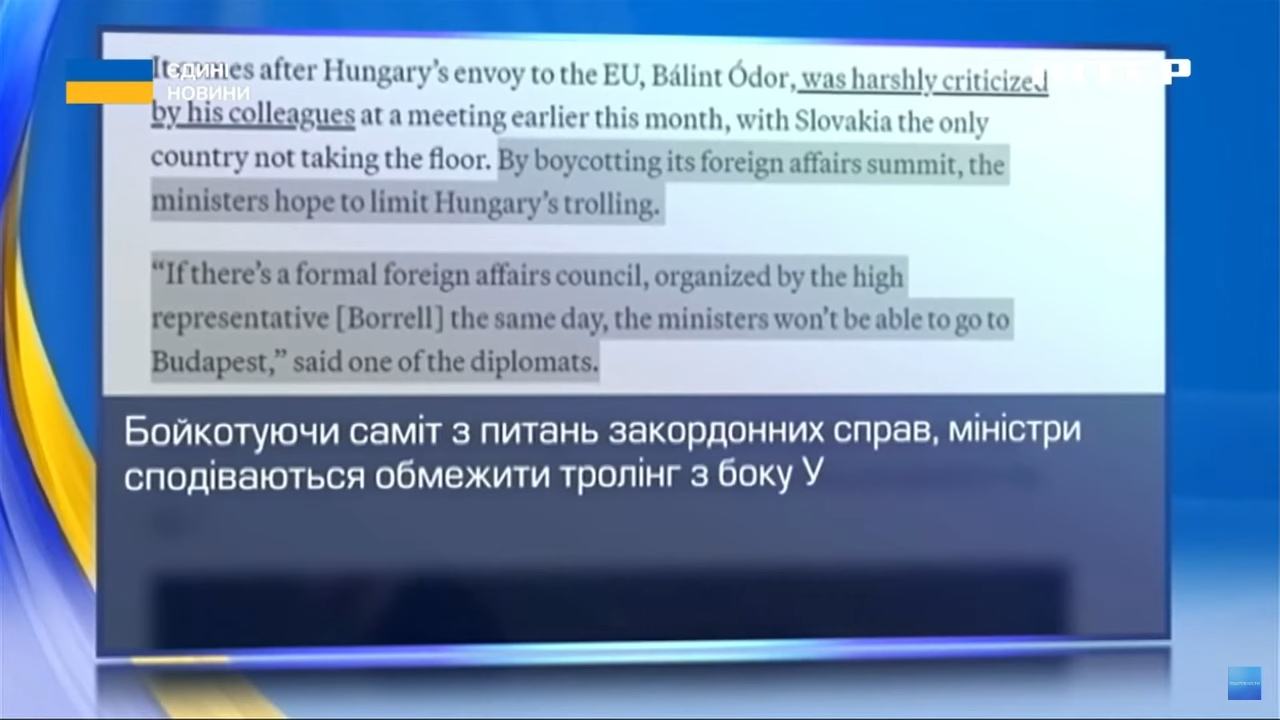 ЄДИНІ
НОВИНИ
after Hungary's envoy to the EU, Bálint Ódor, was harshly criticized
by his colleagues at a meeting earlier this month, with Slovakia the only
country not taking the floor. By boycotting its foreign affairs summit, the
ministers hope to limit Hungary's trolling.
“If there's a formal foreign affairs council, organized by the high
representative [Borrell] the same day, the ministers won't be able to go to
Budapest,” said one of the diplomats.
Бойкотуючи саміт з питань закордонних справ, міністри
сподіваються обмежити тролінг з боку У